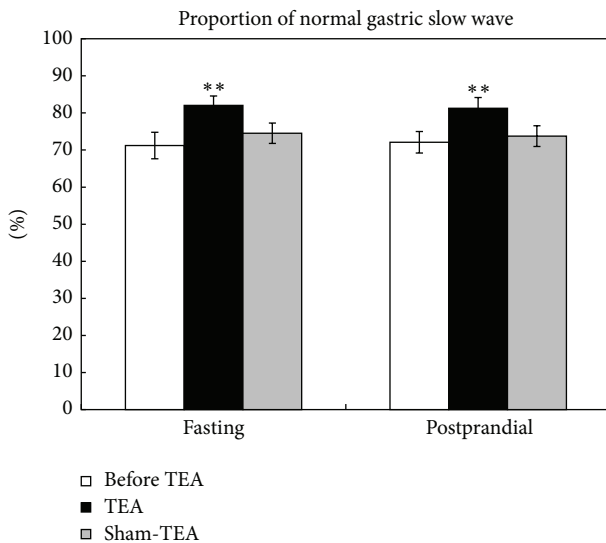 Proportion of normal gastric slow wave
100
90
80
70
60
50
40
30
20
10
0
(%)
**
**
Fasting
Postprandial
Before TEA
TEA
Sham-TEA